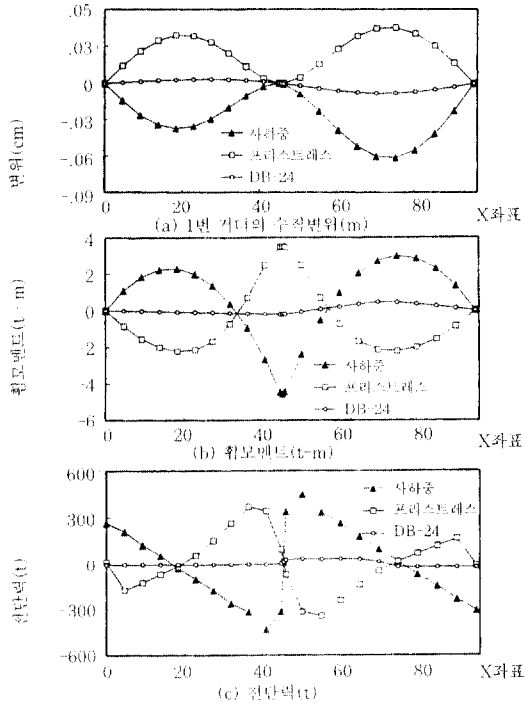 .05
.03
0
-.03
-.06
-.09
변위(cm)
사하중
프리스트레스
DB-24
0 20 40 60 80
X좌표
(a) 1번 거더의 수직변위(m)
4
2
0
-2
-4
-6
휨모멘트(t-m)
사하중
프리스트레스
DB-24
0 20 40 60 80
X좌표
(b) 휨모멘트(t-m)
600
300
0
-300
-600
전단력(t)
사하중
프리스트레스
DB-24
0 20 40 60 80
X좌표
(c) 전단력(t)